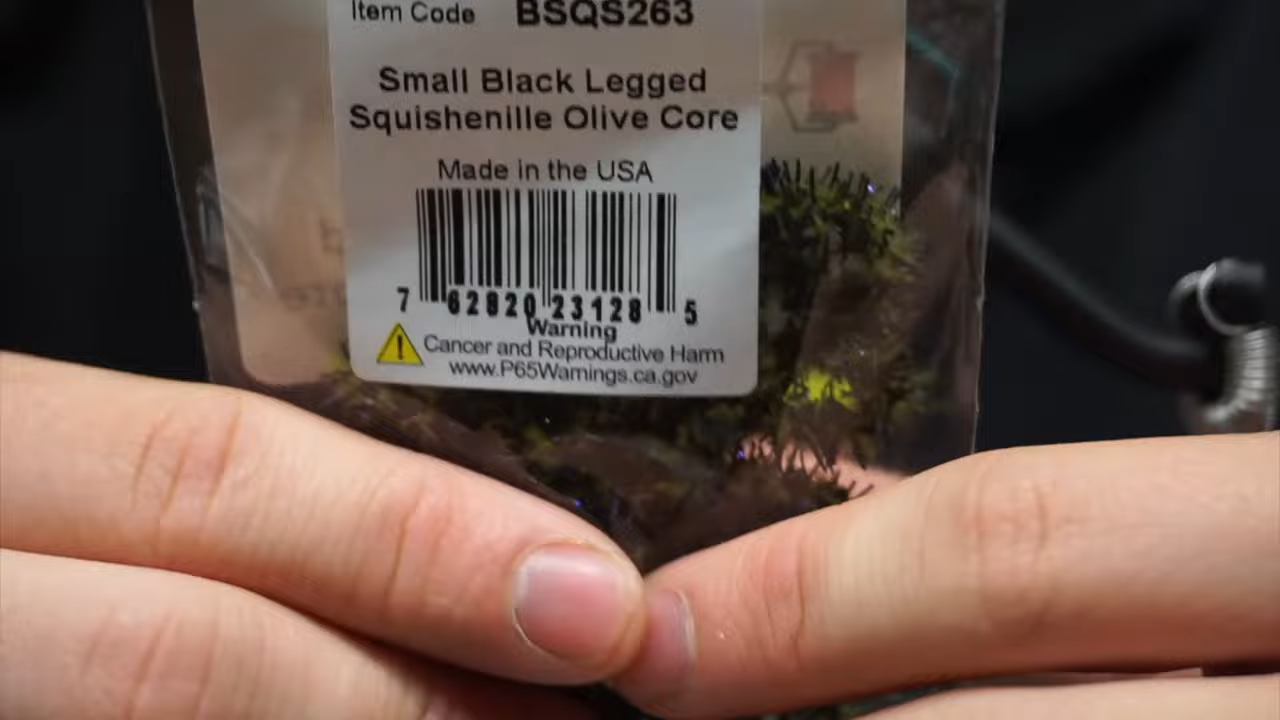 Item Code BSQS263
Small Black Legged
Squishenille Olive Core
Made in the USA
7 62820 23128 5
Warning
Cancer and Reproductive Harm
www.P65Warnings.ca.gov